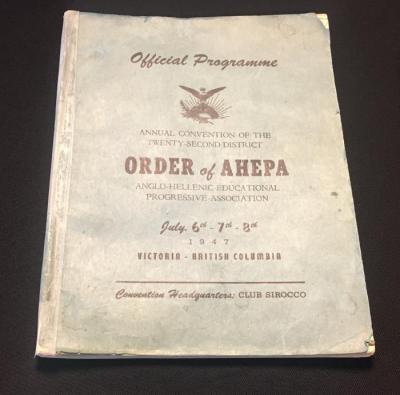 Official Programme
ANNUAL CONVENTION OF THE
TWENTY-SECOND DISTRICT
ORDER of AHEPA
ANGLO-HELLENIC EDUCATIONAL
PROGRESSIVE ASSOCIATION
July, 6th - 7th - 8th
1947
VICTORIA - BRITISH COLUMBIA
Convention Headquarters: CLUB SIROCCO